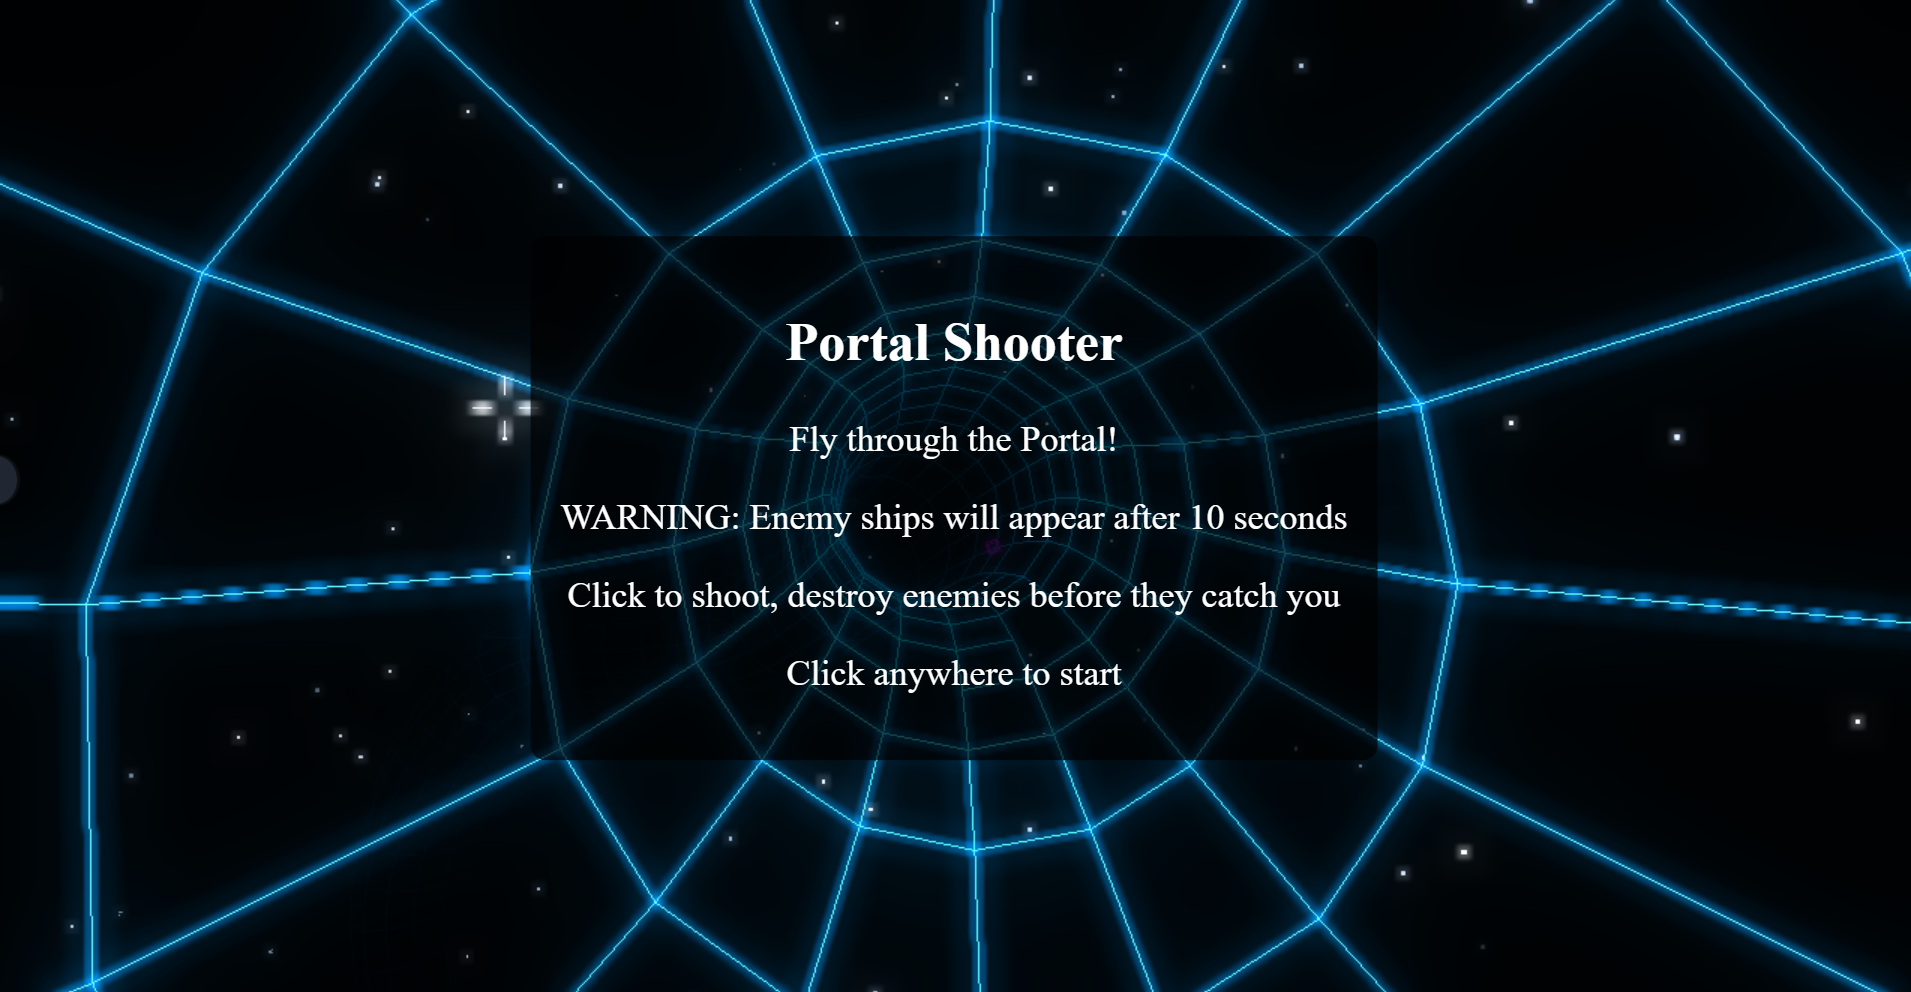 Portal Shooter
Fly through the Portal!
WARNING: Enemy ships will appear after 10 seconds
Click to shoot, destroy enemies before they catch you
Click anywhere to start